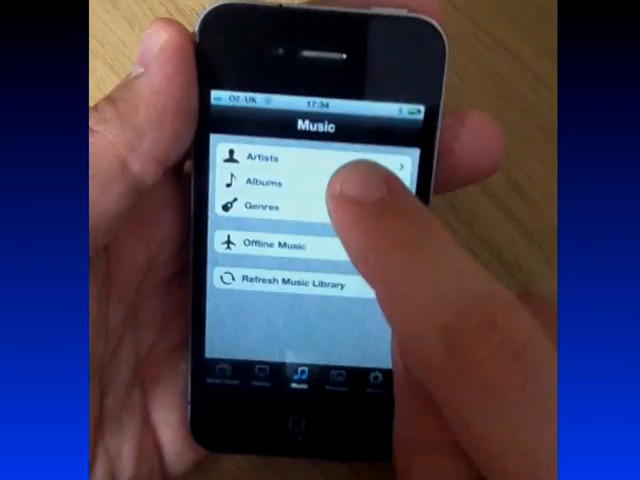 O2-UK 17:34
Music
Artists
Albums
Genres
Offline Music
Refresh Music Library
Music